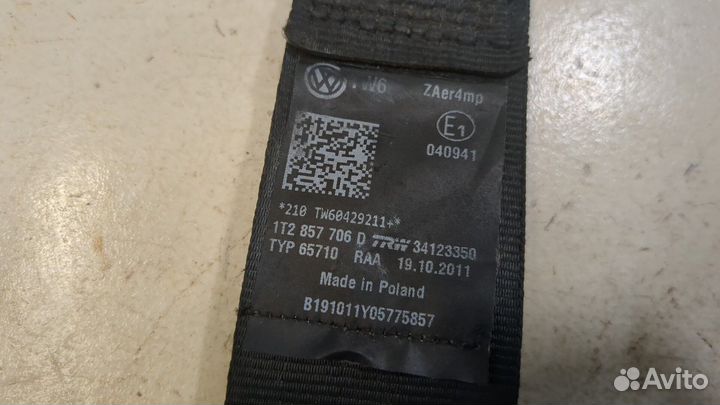 TW6 ZAer4mp
E1
040941
*210 TW60429211+*
1T2 857 706 D TRW 34123350
TYP 65710 RAA 19.10.2011
Made in Poland
B191011Y05775857
Avito